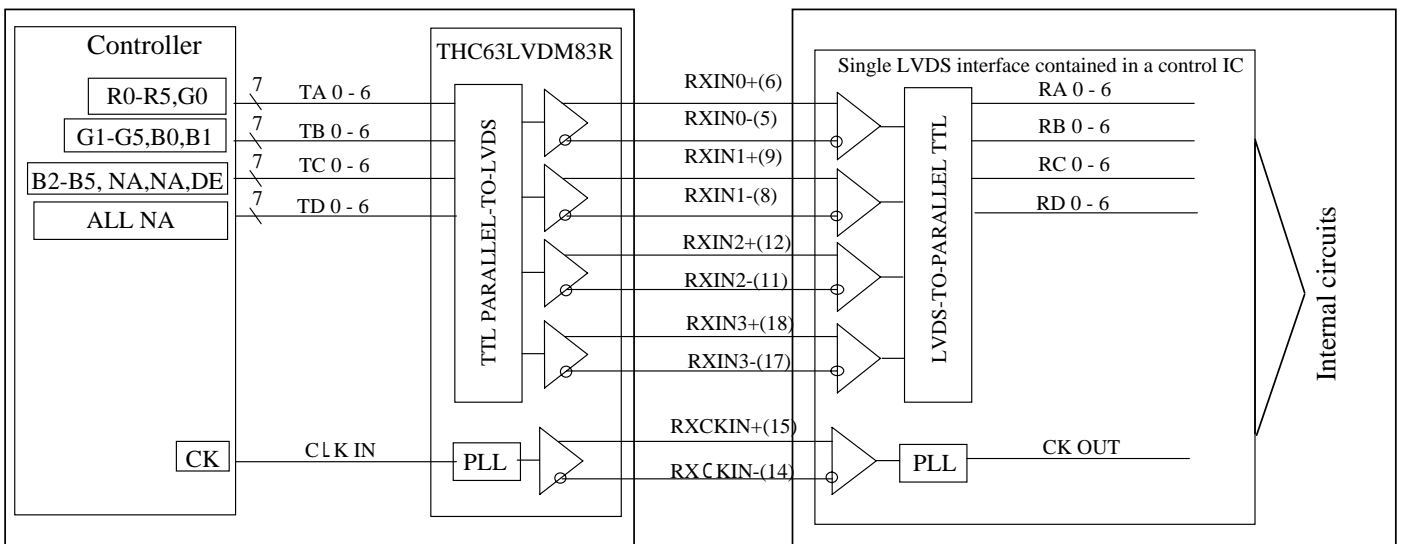 Controller
THC63LVDM83R
Single LVDS interface contained in a control IC
R0-R5,G0
7
TA 0 - 6
RXIN0+(6)
RA 0 - 6
G1-G5,B0,B1
7
TB 0 - 6
RXIN0-(5)
RB 0 - 6
B2-B5, NA,NA,DE
7
TC 0 - 6
RXIN1+(9)
RC 0 - 6
ALL NA
7
TD 0 - 6
RXIN1-(8)
RD 0 - 6
TTL PARALLEL-TO-LVDS
RXIN2+(12)
RXIN2-(11)
RXIN3+(18)
RXIN3-(17)
LVDS-TO-PARALLEL TTL
Internal circuits
CK
CLK IN
PLL
RXCKIN+(15)
RXCKIN-(14)
PLL
CK OUT